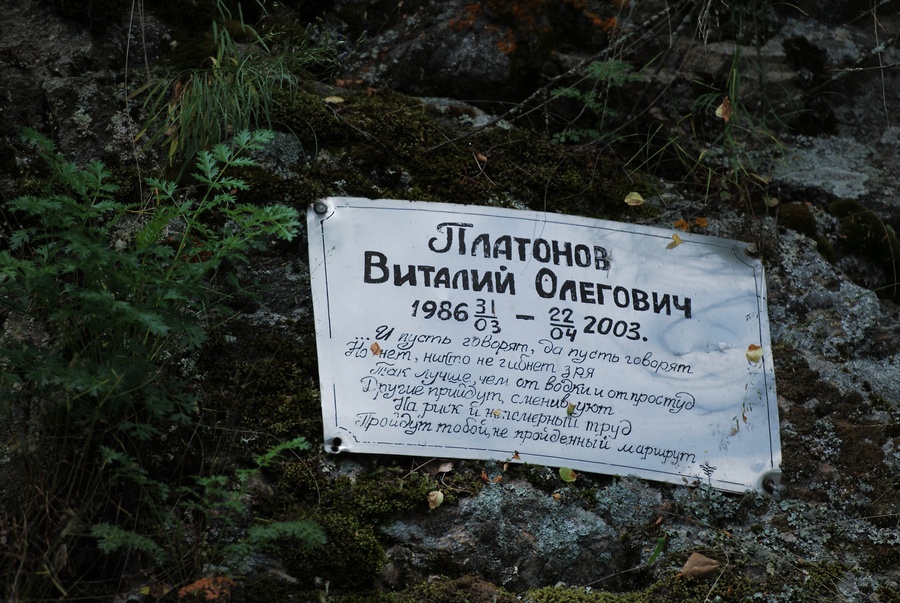 Платонов
Виталий Олегович
1986 31/03 – 22/04 2003.
И пусть говорят, да пусть говорят
Но нет, никто не гибнет зря
Так лучше, чем от водки и от простуд
Другие придут, сменив уют
На риск и непомерный труд
Пройдут тобой не пройденный маршрут